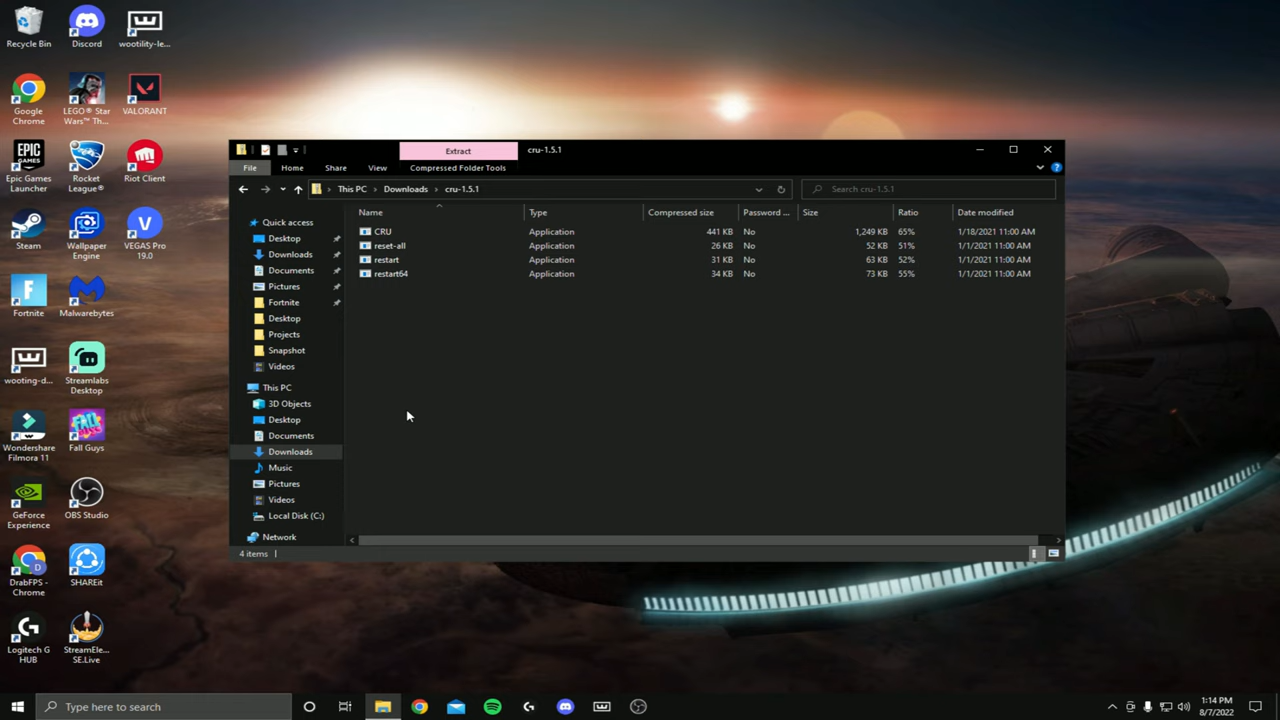 Recycle Bin
Discord
wootility-le...
Google
Chrome
LEGO® Star
Wars™ Th...
VALORANT
Epic Games
Launcher
Rocket
League®
Riot Client
Steam
Wallpaper
Engine
VEGAS Pro
19.0
Fortnite
Malwarebytes
wooting-d...
Streamlabs
Desktop
Wondershare
Filmora 11
Fall Guys
GeForce
Experience
OBS Studio
DrabFPS -
Chrome
SHAREit
Logitech G
HUB
StreamEle...
SE.Live
Extract
cru-1.5.1
File
Home
Share
View
Compressed Folder Tools
This PC
Downloads
cru-1.5.1
Search cru-1.5.1
Quick access
Desktop
Downloads
Documents
Pictures
Fortnite
Desktop
Projects
Snapshot
Videos
This PC
3D Objects
Desktop
Documents
Downloads
Music
Pictures
Videos
Local Disk (C:)
Network
Name Type Compressed size Password ... Size Ratio Date modified
CRU Application 441 KB No 1,249 KB 65% 1/18/2021 11:00 AM
reset-all Application 26 KB No 52 KB 51% 1/1/2021 11:00 AM
restart Application 31 KB No 63 KB 52% 1/1/2021 11:00 AM
restart64 Application 34 KB No 73 KB 55% 1/1/2021 11:00 AM
4 items
Type here to search
1:14 PM
8/7/2022